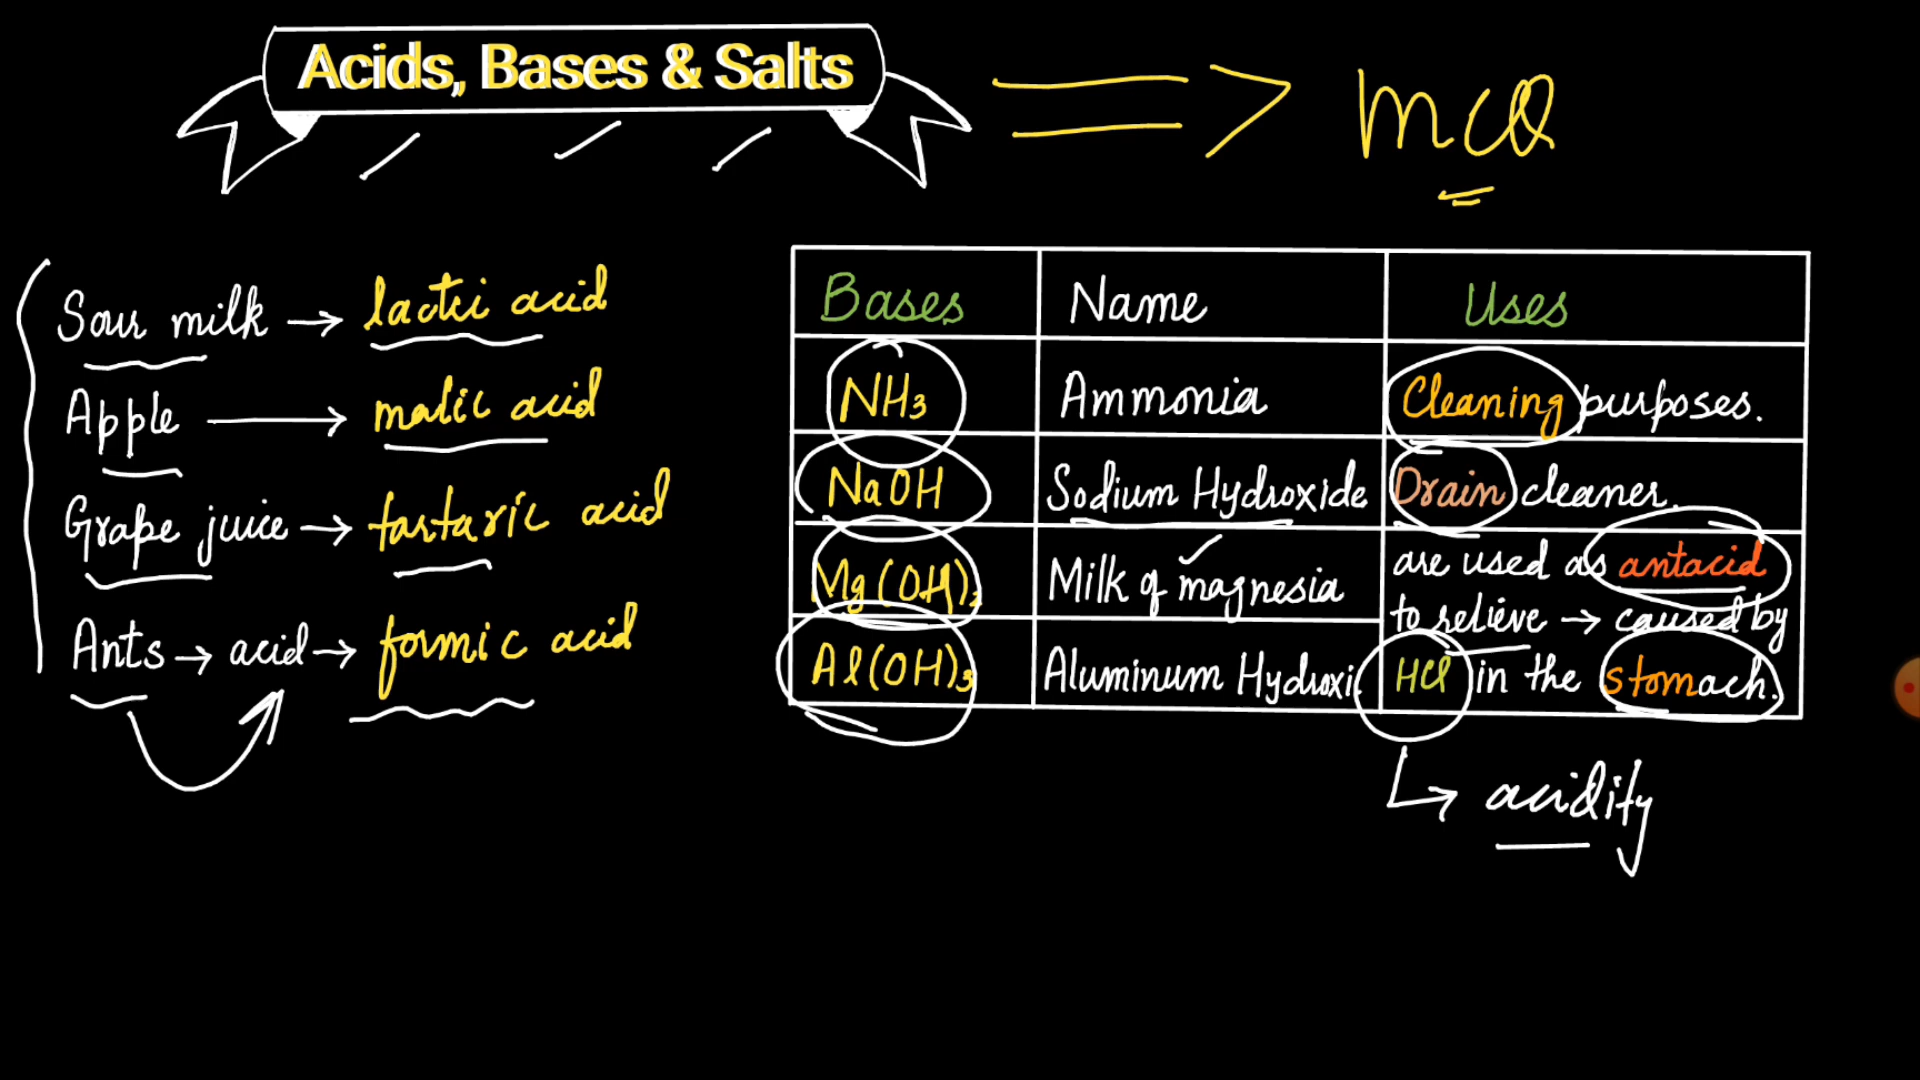 Acids, Bases & Salts => MCQ
Sour milk → lactic acid
Apple → malic acid
Grape juice → tartaric acid
Ants → acid → formic acid
Bases Name Uses
NH3 Ammonia Cleaning purposes.
NaOH Sodium Hydroxide Drain cleaner.
Mg(OH)2 Milk of magnesia are used as antacid
to relieve → caused by
Al(OH)3 Aluminum Hydroxi HCl in the stomach.
↳ acidify